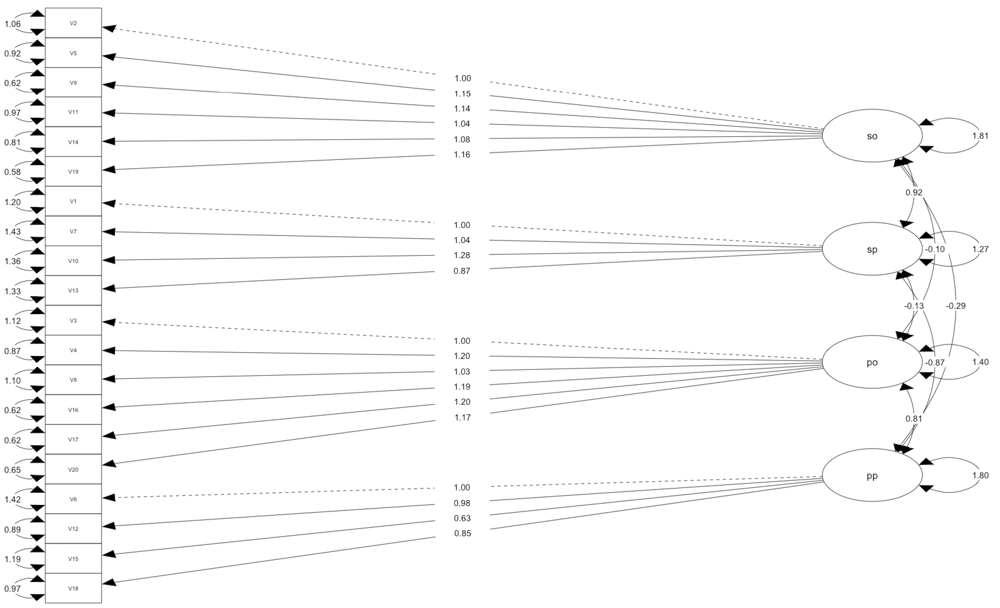 1.06 V2
0.92 V5
0.62 V9
0.97 V11
0.81 V14
0.58 V19
1.20 V1
1.43 V7
1.36 V10
1.33 V13
1.12 V3
0.87 V4
1.10 V8
0.62 V16
0.62 V17
0.65 V20
1.42 V6
0.89 V12
1.19 V15
0.97 V18
1.00
1.15
1.14
1.04
1.08
1.16
1.00
1.04
1.28
0.87
1.00
1.20
1.03
1.19
1.20
1.17
1.00
0.98
0.63
0.85
so 1.81
0.92
sp -0.10 1.27
-0.13 -0.29
po -0.87 1.40
0.81
pp 1.80